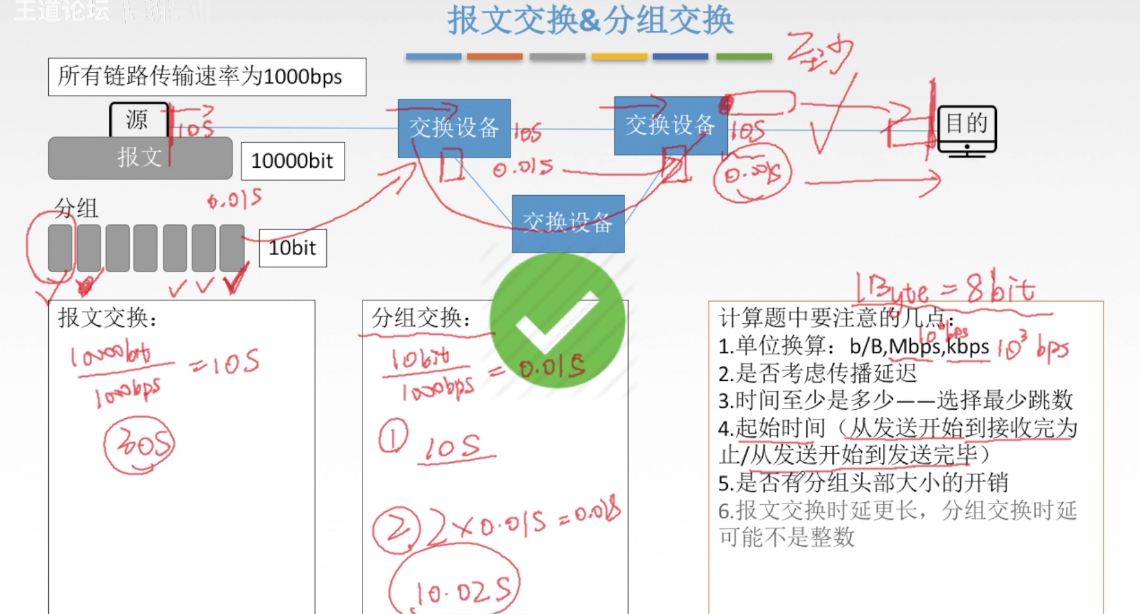 王道论坛
报文交换&分组交换
至少
所有链路传输速率为1000bps
源
10S
交换设备
10S
交换设备
10S
目的
报文
10000bit
0.01S
0.01S
0.01S
分组
10bit
交换设备
1Byte = 8bit
报文交换：
10000bit
1000bps
=10S
30S
分组交换：
10bit
1000bps
= 0.01S
① 10S
② 2×0.01S=0.02S
10.02S
计算题中要注意的几点：
1.单位换算：b/B,Mbps,kbps 10³ bps
2.是否考虑传播延迟
3.时间至少是多少——选择最少跳数
4.起始时间（从发送开始到接收完为
止/从发送开始到发送完毕）
5.是否有分组头部大小的开销
6.报文交换时延更长，分组交换时延
可能不是整数